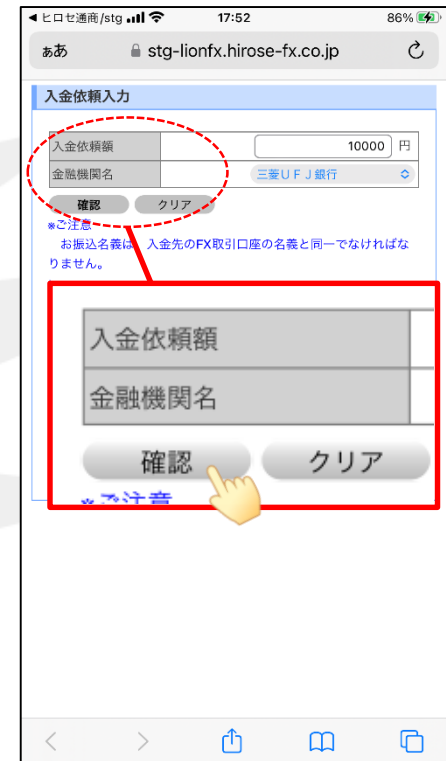 ◀ ヒロセ通商/stg 17:52 86%
ぁあ stg-lionfx.hirose-fx.co.jp
入金依頼入力
入金依頼額 10000 円
金融機関名 三菱UFJ銀行
確認 クリア
*ご注意
お振込名義は、入金先のFX取引口座の名義と同一でなければな
りません。
入金依頼額
金融機関名
確認 クリア
*ご注意